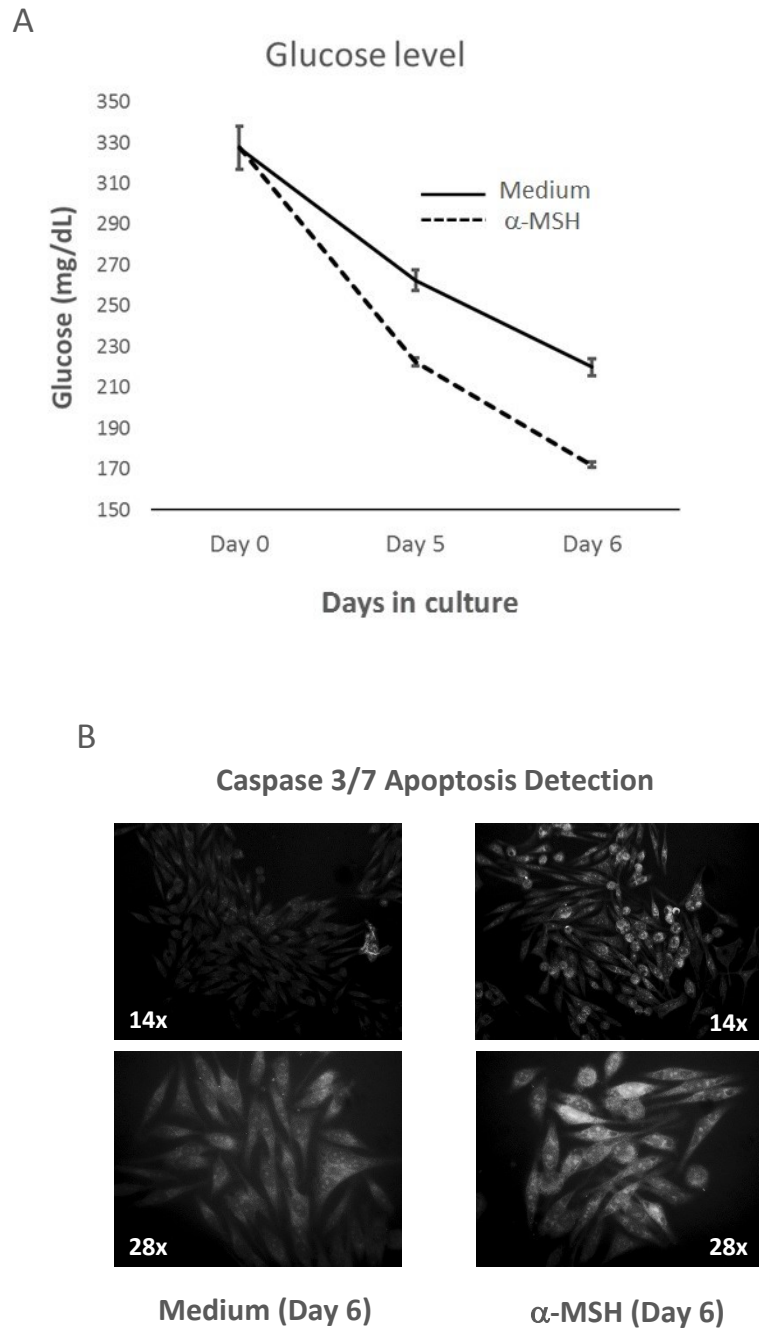 A
Glucose level
350
330
310
290
270
250
230
210
190
170
150
Glucose (mg/dL)
Medium
α-MSH
Day 0 Day 5 Day 6
Days in culture
B
Caspase 3/7 Apoptosis Detection
14x 14x
28x 28x
Medium (Day 6) α-MSH (Day 6)